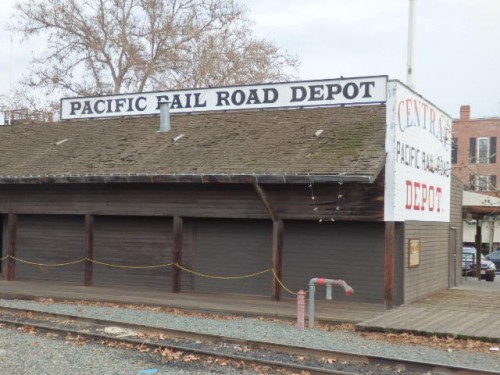 PACIFIC RAIL ROAD DEPOT
CENTRAL
PACIFIC RAIL ROAD
DEPOT.